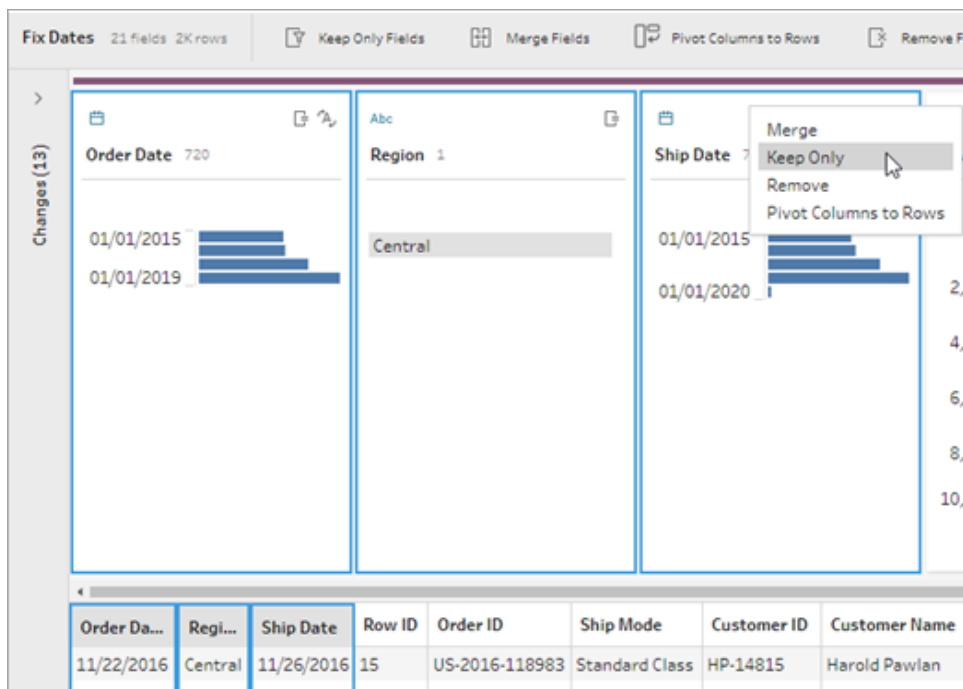 Fix Dates 21 fields 2K rows Keep Only Fields Merge Fields Pivot Columns to Rows Remove F
Changes (13)
Order Date 720
01/01/2015
01/01/2019
Abc
Region 1
Central
Ship Date 7
01/01/2015
01/01/2020
Merge
Keep Only
Remove
Pivot Columns to Rows
2,
4,
6,
8,
10,
Order Da... Regi... Ship Date Row ID Order ID Ship Mode Customer ID Customer Name
11/22/2016 Central 11/26/2016 15 US-2016-118983 Standard Class HP-14815 Harold Pawlan